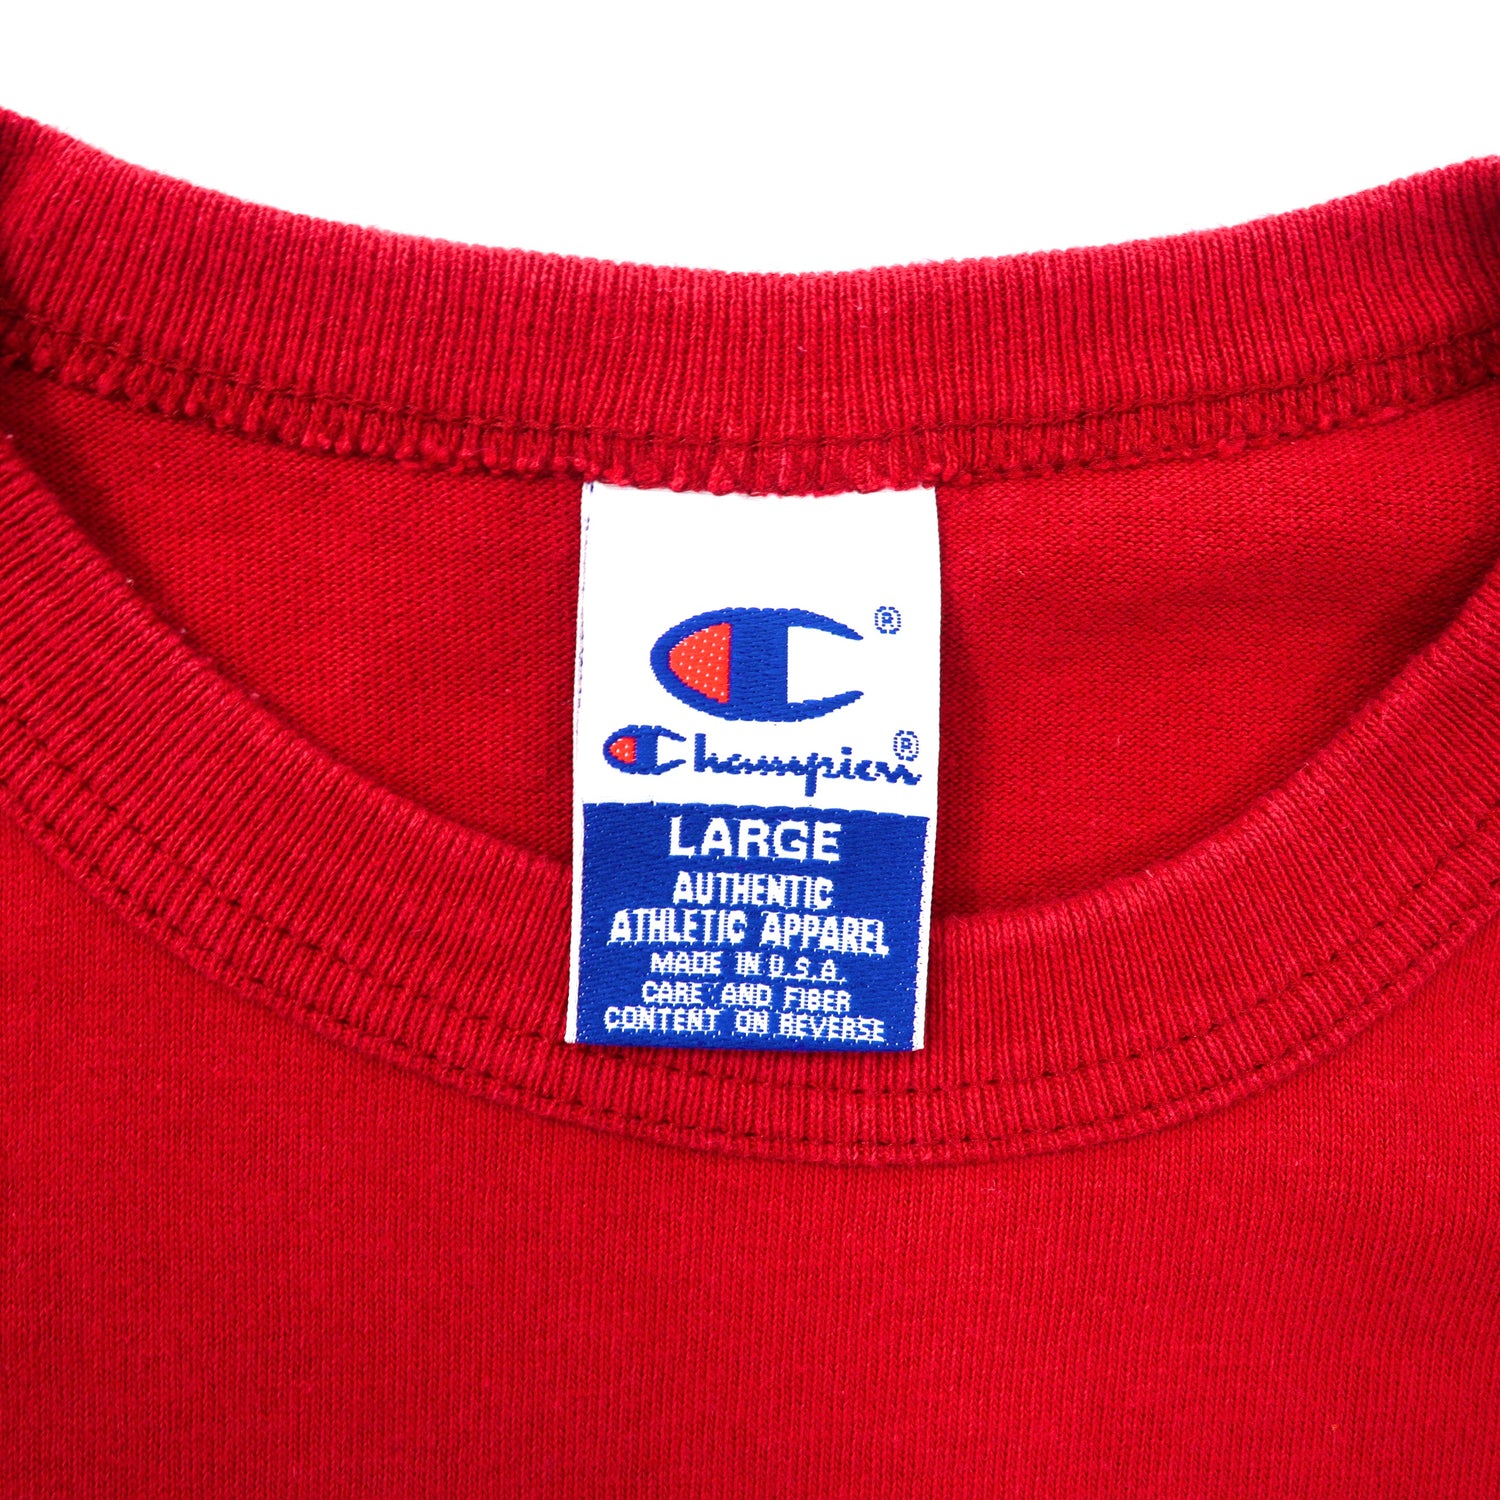 ®
Champion®
LARGE
AUTHENTIC
ATHLETIC APPAREL
MADE IN U.S.A.
CARE AND FIBER
CONTENT ON REVERSE